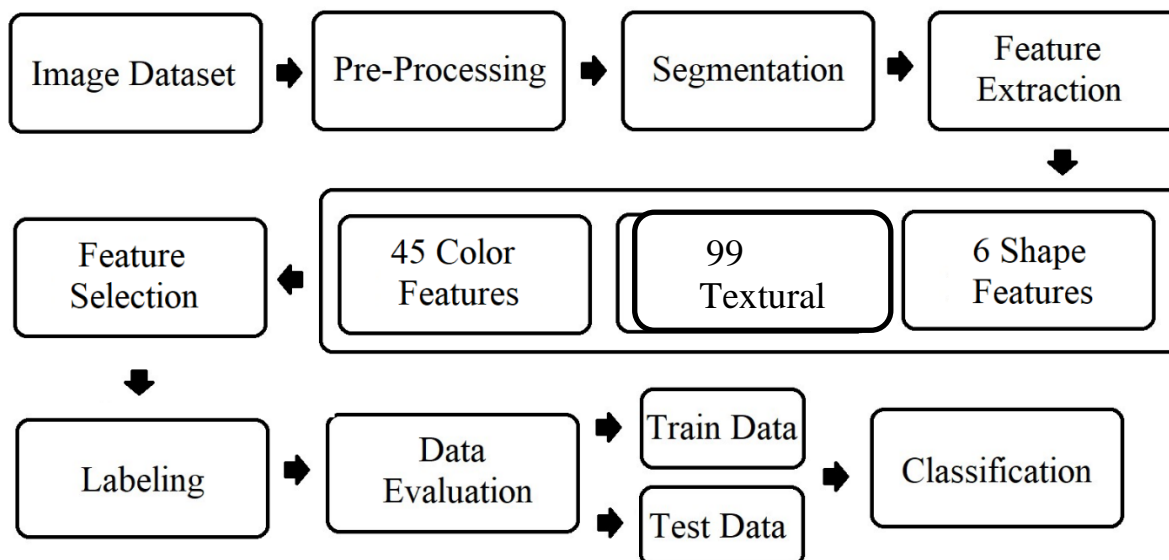 Image Dataset
Pre-Processing
Segmentation
Feature
Extraction
Feature
Selection
45 Color
Features
99
Textural
6 Shape
Features
Labeling
Data
Evaluation
Train Data
Test Data
Classification